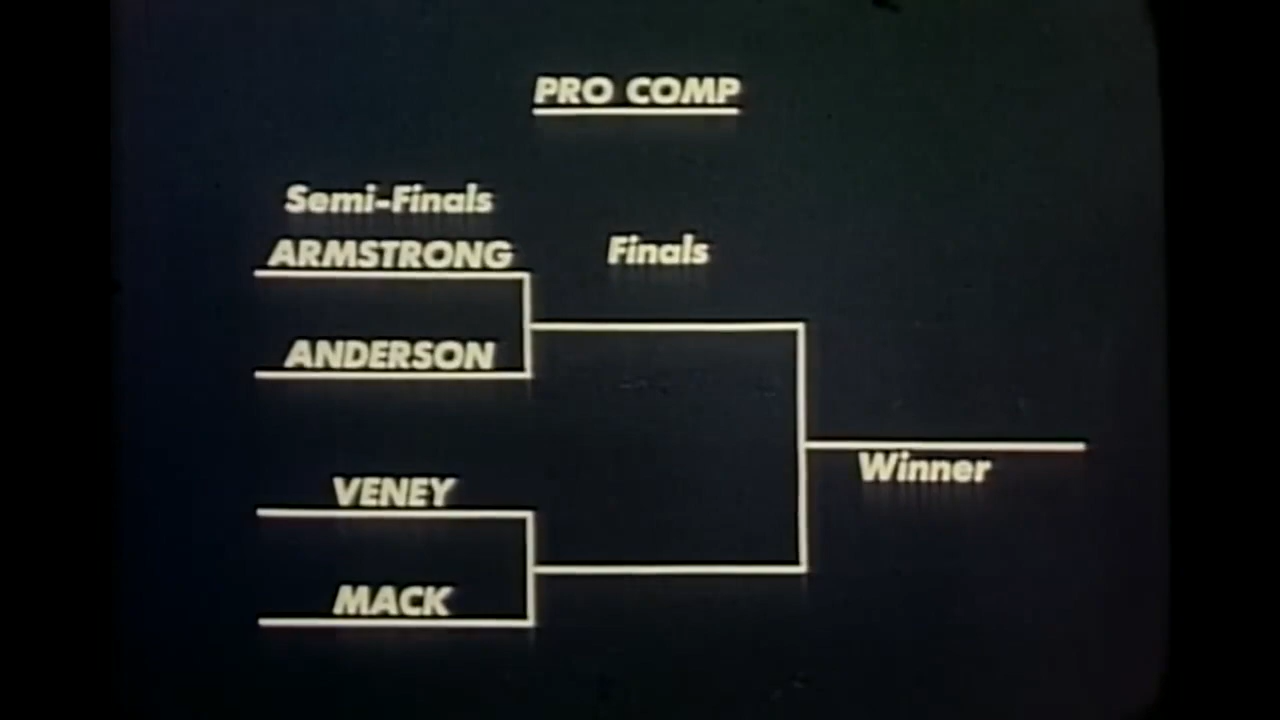 PRO COMP
Semi-Finals
ARMSTRONG
Finals
ANDERSON
Winner
VENEY
MACK